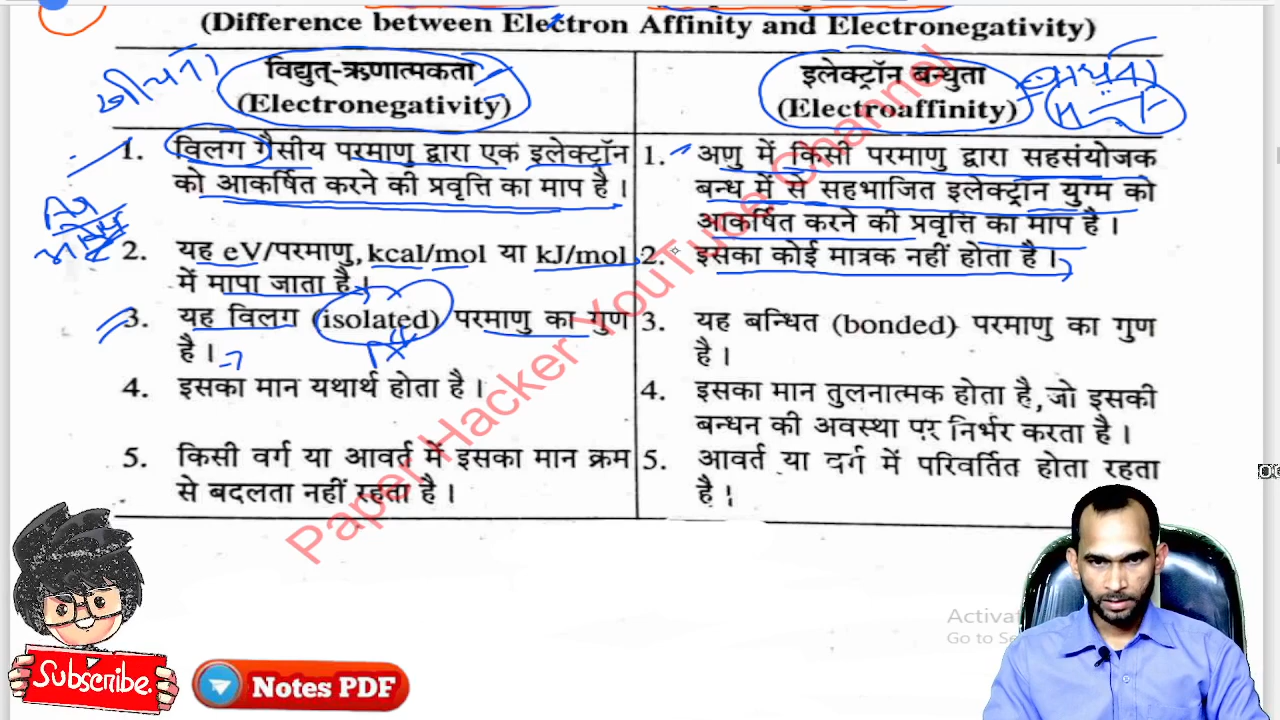 (Difference between Electron Affinity and Electronegativity)
विद्युत्-ऋणात्मकता
(Electronegativity)
इलेक्ट्रॉन बन्धुता
(Electroaffinity)
1. विलग गैसीय परमाणु द्वारा एक इलेक्ट्रॉन
को आकर्षित करने की प्रवृत्ति का माप है।
2. यह eV/परमाणु, kcal/mol या kJ/mol
में मापा जाता है।
3. यह विलग (isolated) परमाणु का गुण
है।
4. इसका मान यथार्थ होता है।
5. किसी वर्ग या आवर्त में इसका मान क्रम
से बदलता नहीं रहता है।
1. अणु में किसी परमाणु द्वारा सहसंयोजक
बन्ध में से सहभाजित इलेक्ट्रॉन युग्म को
आकर्षित करने की प्रवृत्ति का माप है।
2. इसका कोई मात्रक नहीं होता है।
3. यह बन्धित (bonded) परमाणु का गुण
है।
4. इसका मान तुलनात्मक होता है, जो इसकी
बन्धन की अवस्था पर निर्भर करता है।
5. आवर्त या वर्ग में परिवर्तित होता रहता
है।
Paper Hacker YouTube Channel
Activat
Go to Se
Subscribe.
Notes PDF